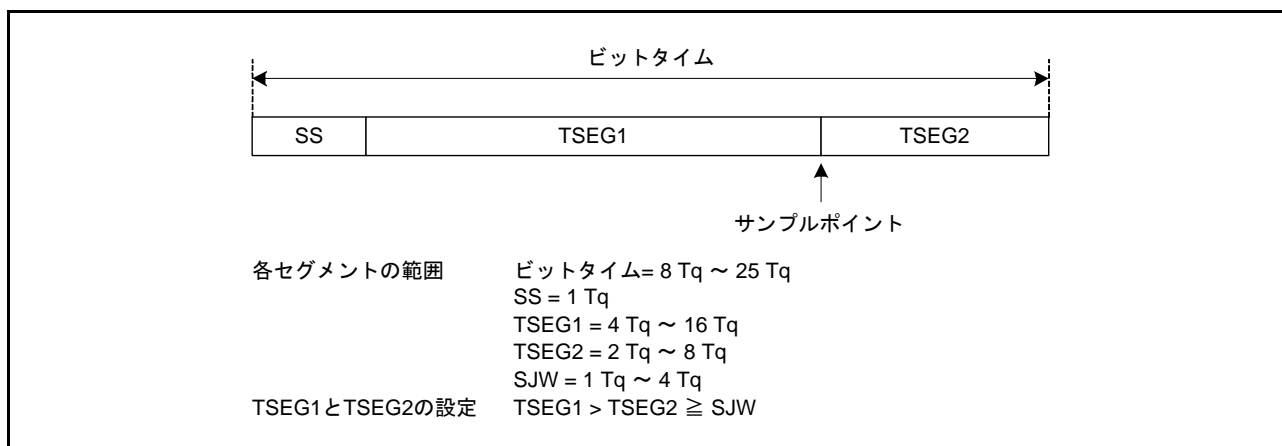 ビットタイム
SS TSEG1 TSEG2
サンプルポイント
各セグメントの範囲 ビットタイム= 8 Tq ～ 25 Tq
SS = 1 Tq
TSEG1 = 4 Tq ～ 16 Tq
TSEG2 = 2 Tq ～ 8 Tq
SJW = 1 Tq ～ 4 Tq
TSEG1とTSEG2の設定 TSEG1 > TSEG2 ≧ SJW